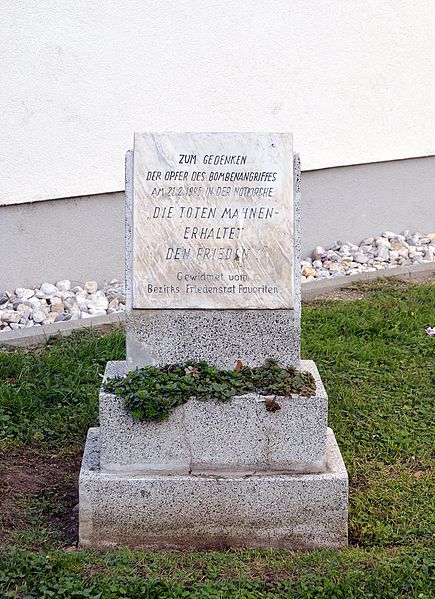 ZUM GEDENKEN
DER OPFER DES BOMBENANGRIFFES
AM 21.2.1945 IN DER NOTKIRCHE
„DIE TOTEN MAHNEN-
ERHALTET
DEN FRIEDEN“
Gewidmet vom
Bezirks-Friedensrat Favoriten